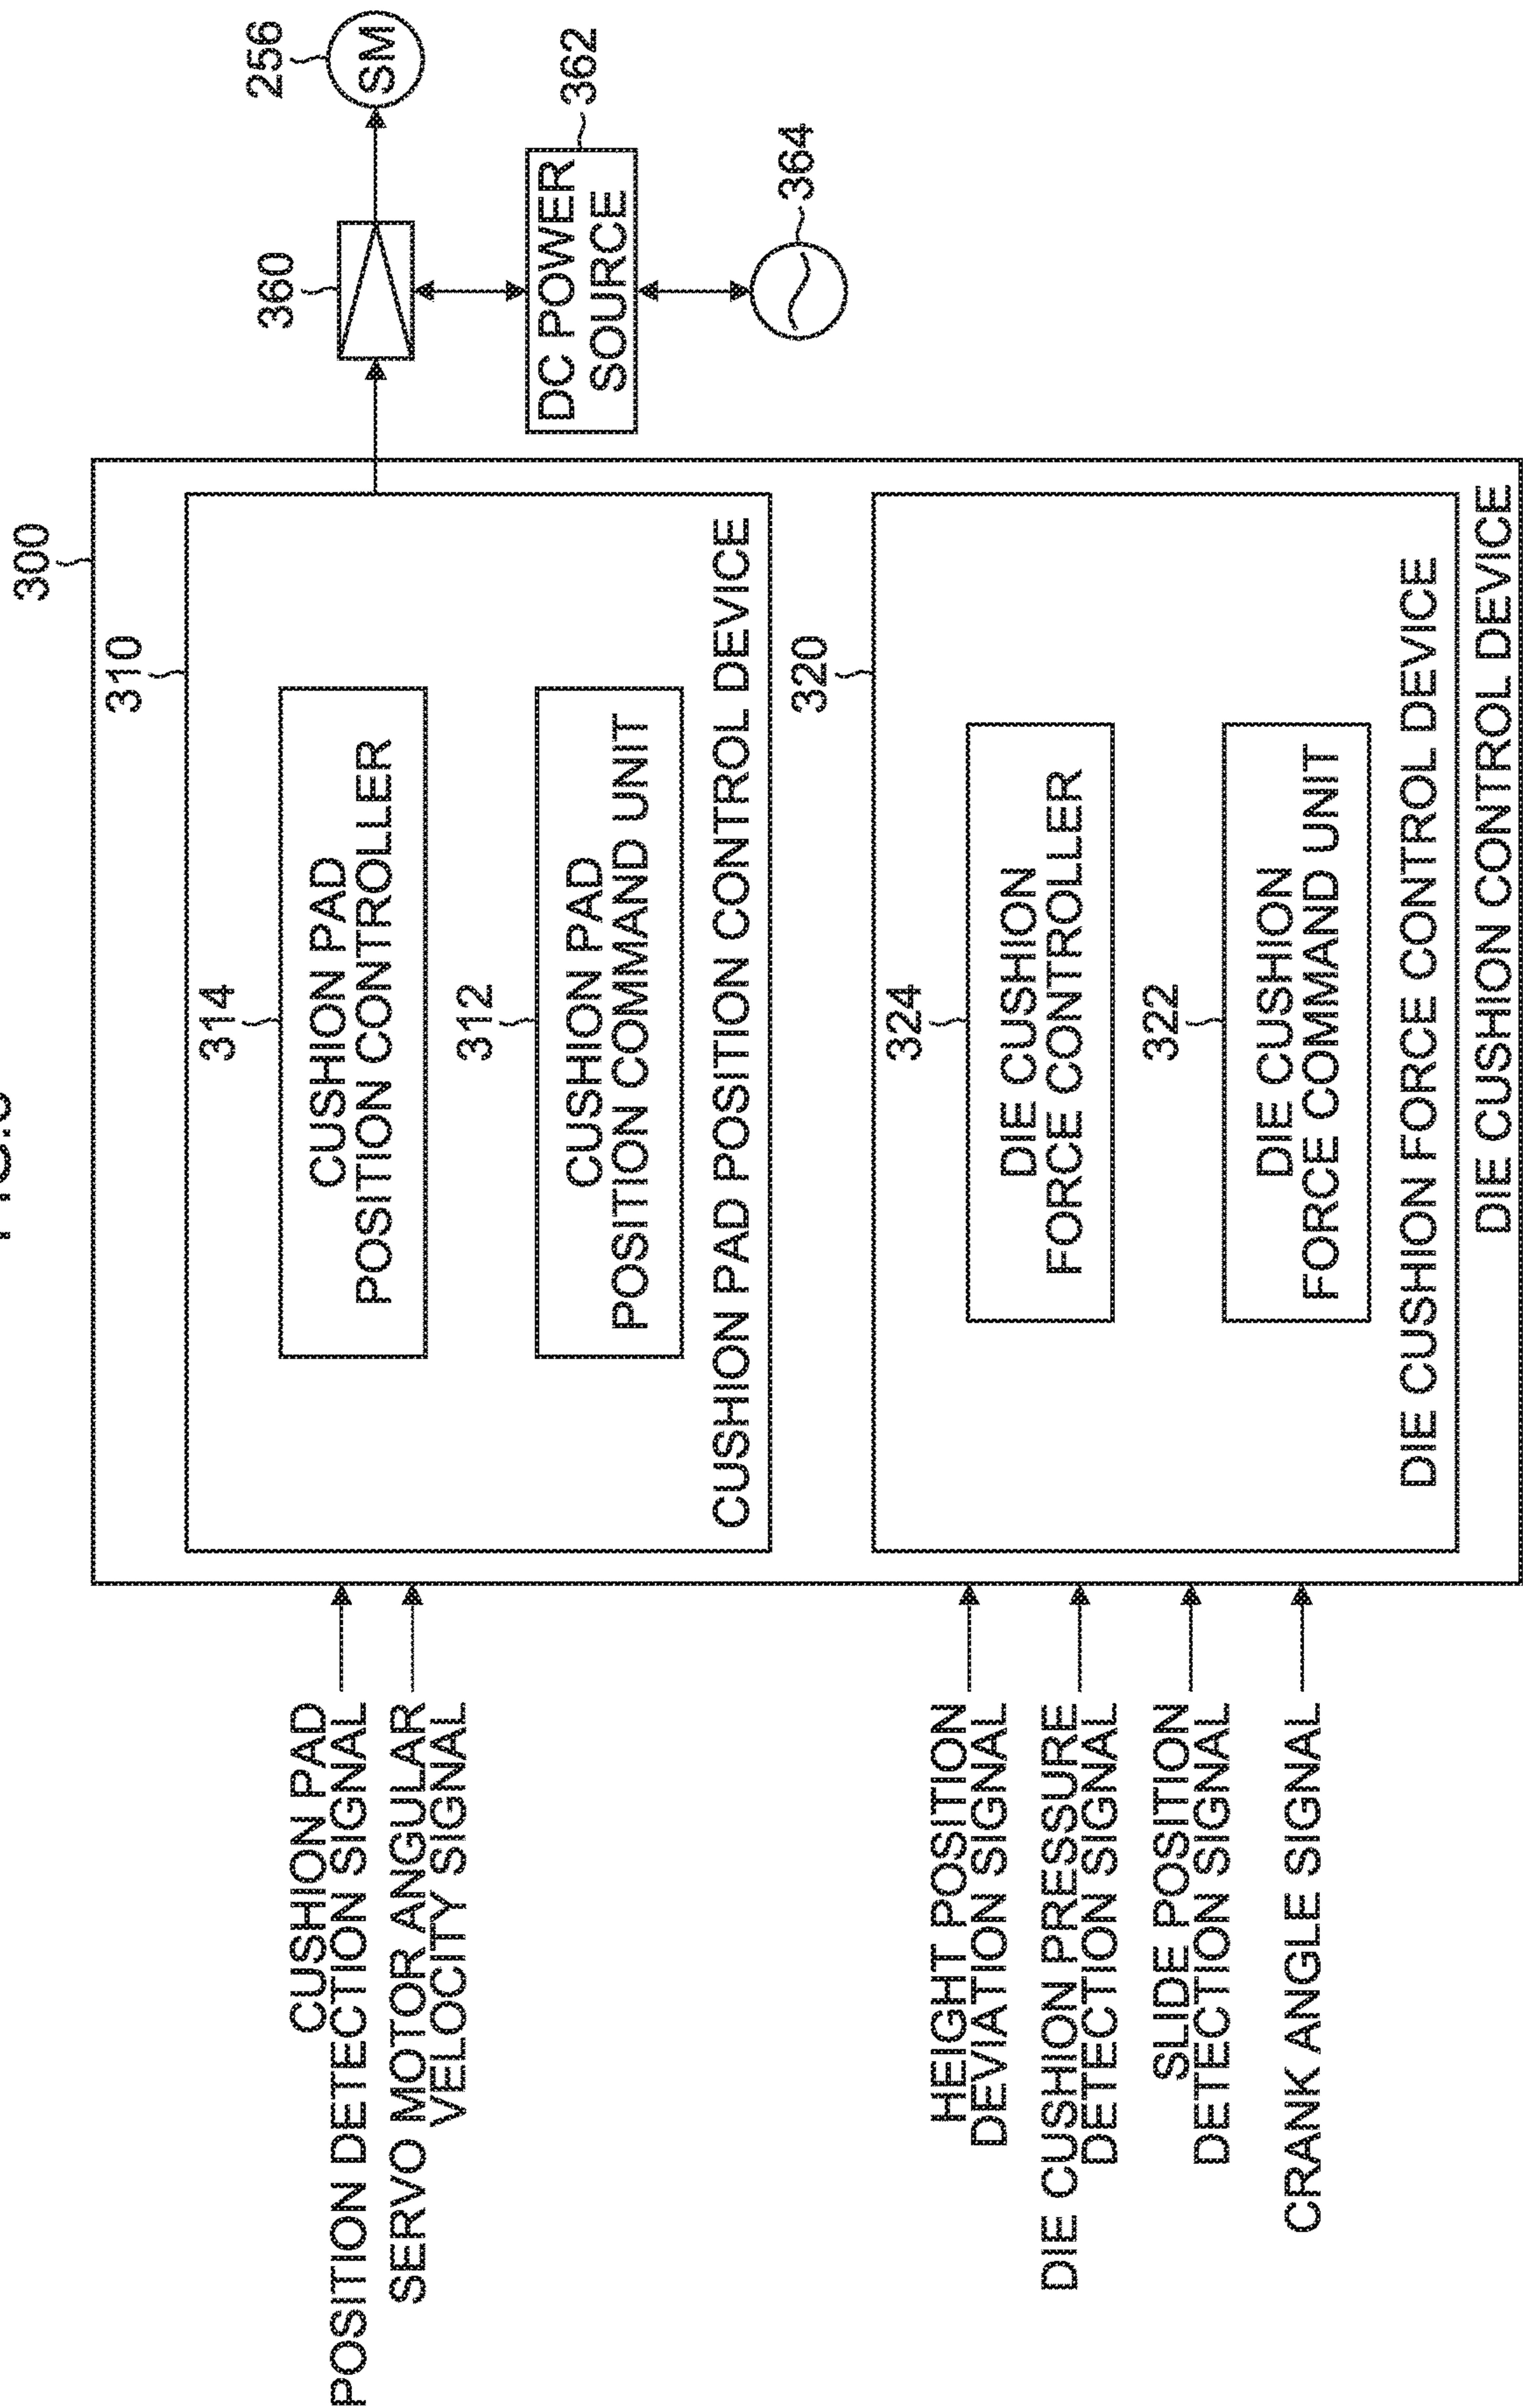 300
310
314
CUSHION PAD
POSITION CONTROLLER
312
CUSHION PAD
POSITION COMMAND UNIT
CUSHION PAD POSITION CONTROL DEVICE
320
324
DIE CUSHION
FORCE CONTROLLER
322
DIE CUSHION
FORCE COMMAND UNIT
DIE CUSHION FORCE CONTROL DEVICE
DIE CUSHION CONTROL DEVICE
CUSHION PAD
POSITION DETECTION SIGNAL
SERVO MOTOR ANGULAR
VELOCITY SIGNAL
HEIGHT POSITION
DEVIATION SIGNAL
DIE CUSHION PRESSURE
DETECTION SIGNAL
SLIDE POSITION
DETECTION SIGNAL
CRANK ANGLE SIGNAL
360
256
SM
DC POWER
SOURCE
362
364